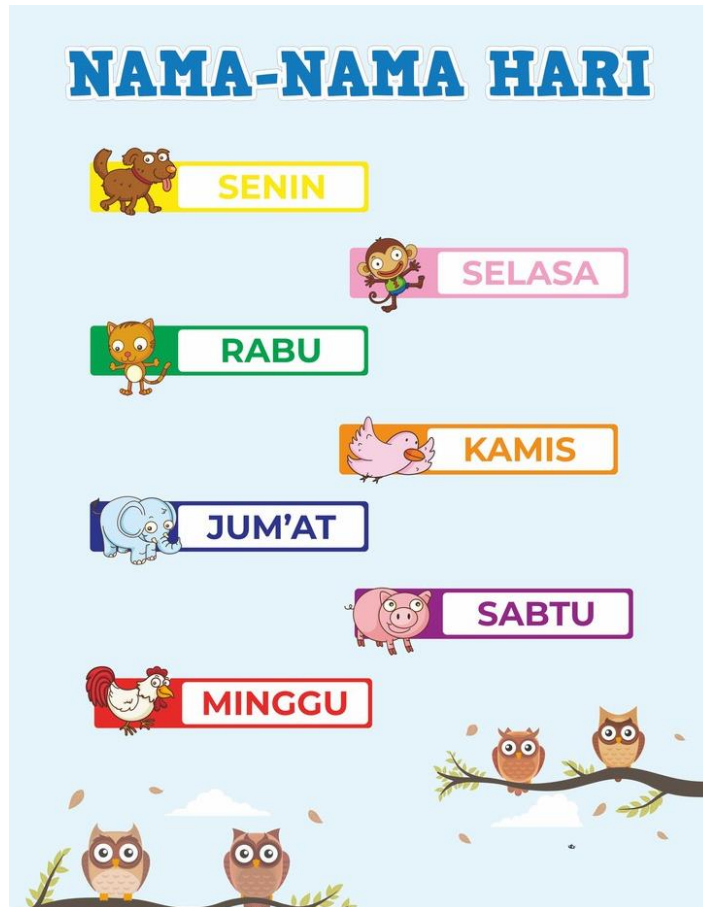 NAMA-NAMA HARI
SENIN
SELASA
RABU
KAMIS
JUM’AT
SABTU
MINGGU